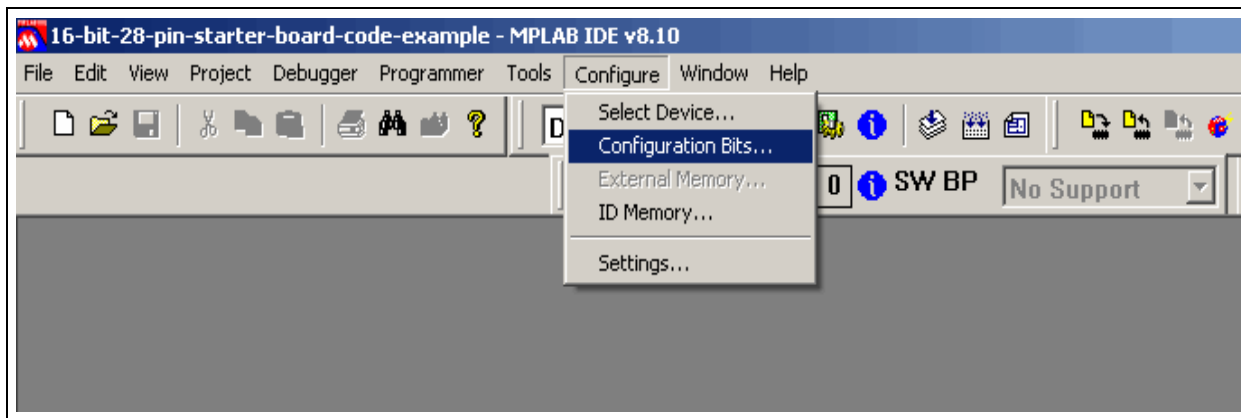 16-bit-28-pin-starter-board-code-example - MPLAB IDE v8.10
File Edit View Project Debugger Programmer Tools Configure Window Help
D
Select Device...
Configuration Bits...
External Memory...
0 SW BP No Support
ID Memory...
Settings...